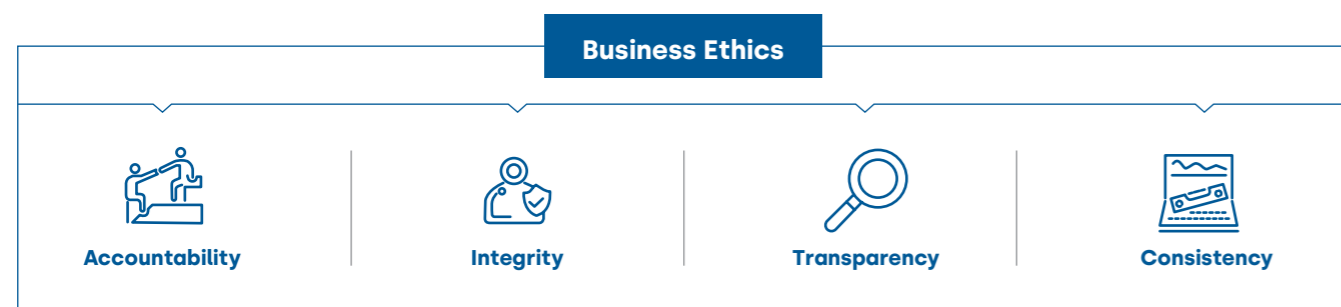 Business Ethics
Accountability
Integrity
Transparency
Consistency